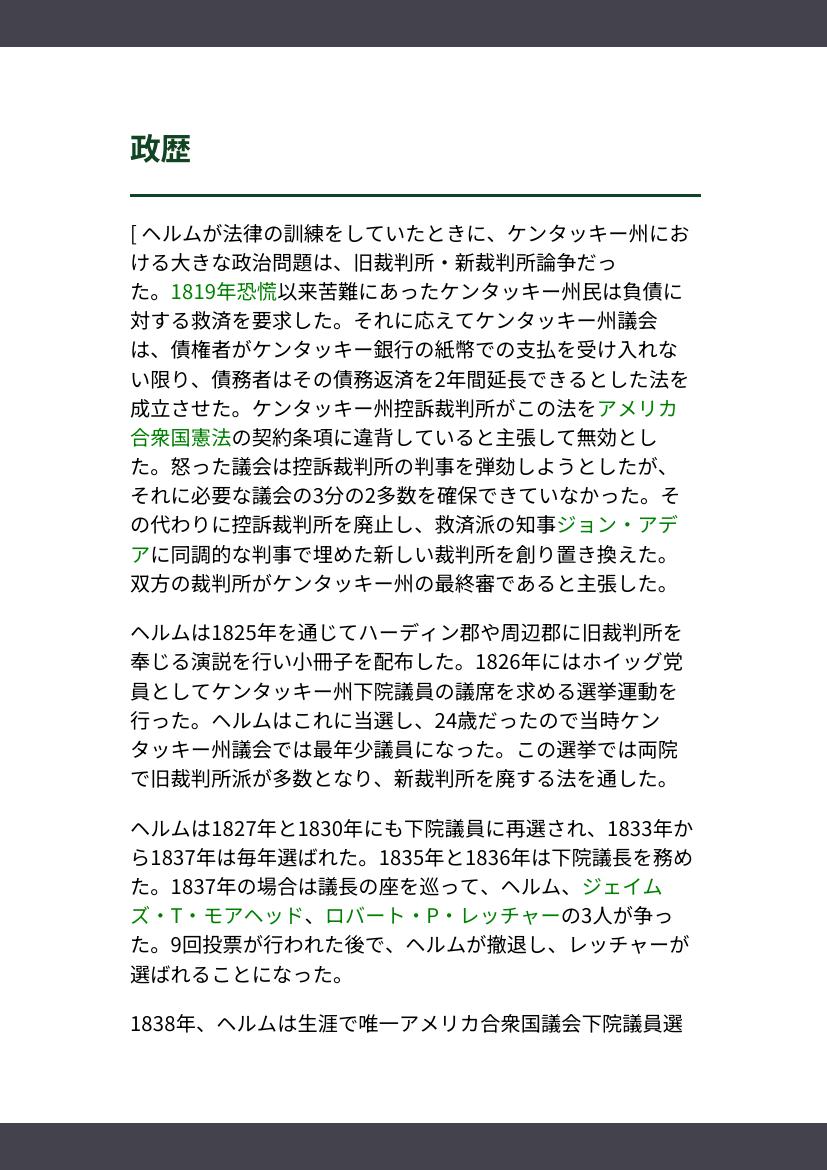 政歴
[ ヘルムが法律の訓練をしていたときに、ケンタッキー州にお
ける大きな政治問題は、旧裁判所・新裁判所論争だっ
た。1819年恐慌以来苦難にあったケンタッキー州民は負債に
対する救済を要求した。それに応えてケンタッキー州議会
は、債権者がケンタッキー銀行の紙幣での支払を受け入れな
い限り、債務者はその債務返済を2年間延長できるとした法を
成立させた。ケンタッキー州控訴裁判所がこの法をアメリカ
合衆国憲法の契約条項に違背していると主張して無効とし
た。怒った議会は控訴裁判所の判事を弾劾しようとしたが、
それに必要な議会の3分の2多数を確保できていなかった。そ
の代わりに控訴裁判所を廃止し、救済派の知事ジョン・アデ
アに同調的な判事で埋めた新しい裁判所を創り置き換えた。
双方の裁判所がケンタッキー州の最終審であると主張した。
ヘルムは1825年を通じてハーディン郡や周辺郡に旧裁判所を
奉じる演説を行い小冊子を配布した。1826年にはホイッグ党
員としてケンタッキー州下院議員の議席を求める選挙運動を
行った。ヘルムはこれに当選し、24歳だったので当時ケン
タッキー州議会では最年少議員になった。この選挙では両院
で旧裁判所派が多数となり、新裁判所を廃する法を通した。
ヘルムは1827年と1830年にも下院議員に再選され、1833年か
ら1837年は毎年選ばれた。1835年と1836年は下院議長を務め
た。1837年の場合は議長の座を巡って、ヘルム、ジェイム
ズ・T・モアヘッド、ロバート・P・レッチャーの3人が争っ
た。9回投票が行われた後で、ヘルムが撤退し、レッチャーが
選ばれることになった。
1838年、ヘルムは生涯で唯一アメリカ合衆国議会下院議員選